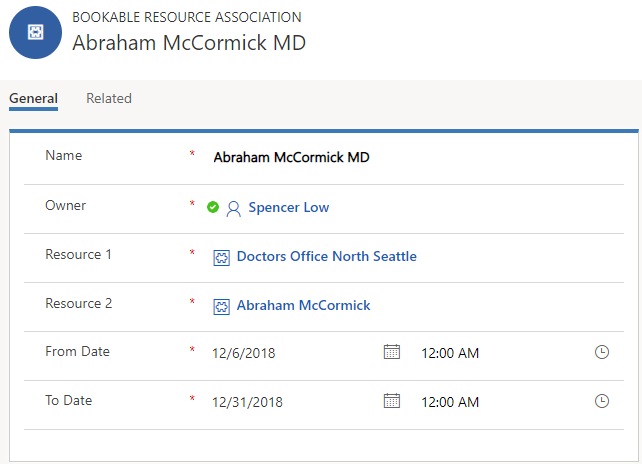 BOOKABLE RESOURCE ASSOCIATION
Abraham McCormick MD
General Related
Name * Abraham McCormick MD
Owner * Spencer Low
Resource 1 * Doctors Office North Seattle
Resource 2 * Abraham McCormick
From Date * 12/6/2018 12:00 AM
To Date * 12/31/2018 12:00 AM